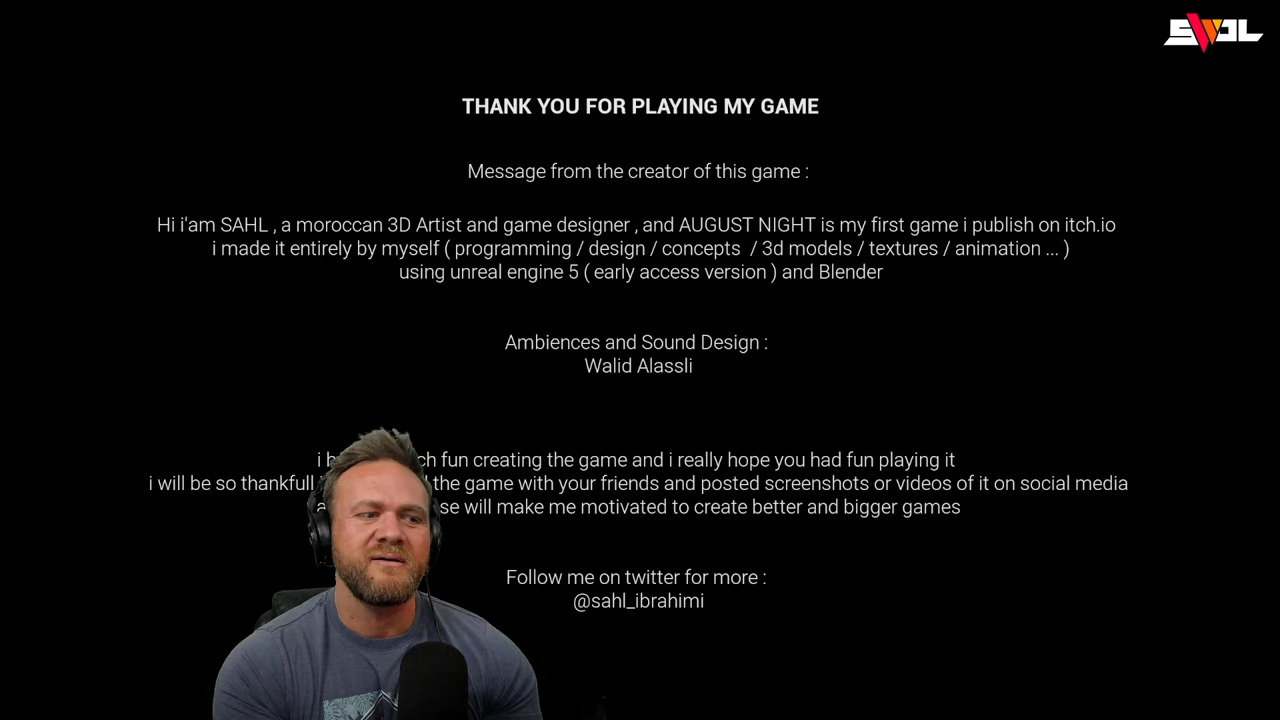 SWOL
THANK YOU FOR PLAYING MY GAME
Message from the creator of this game :
Hi i'am SAHL , a moroccan 3D Artist and game designer , and AUGUST NIGHT is my first game i publish on itch.io
i made it entirely by myself ( programming / design / concepts / 3d models / textures / animation ... )
using unreal engine 5 ( early access version ) and Blender
Ambiences and Sound Design :
Walid Alassli
i fun creating the game and i really hope you had fun playing it
i will be so thankfull the game with your friends and posted screenshots or videos of it on social media
will make me motivated to create better and bigger games
Follow me on twitter for more :
@sahl_ibrahimi